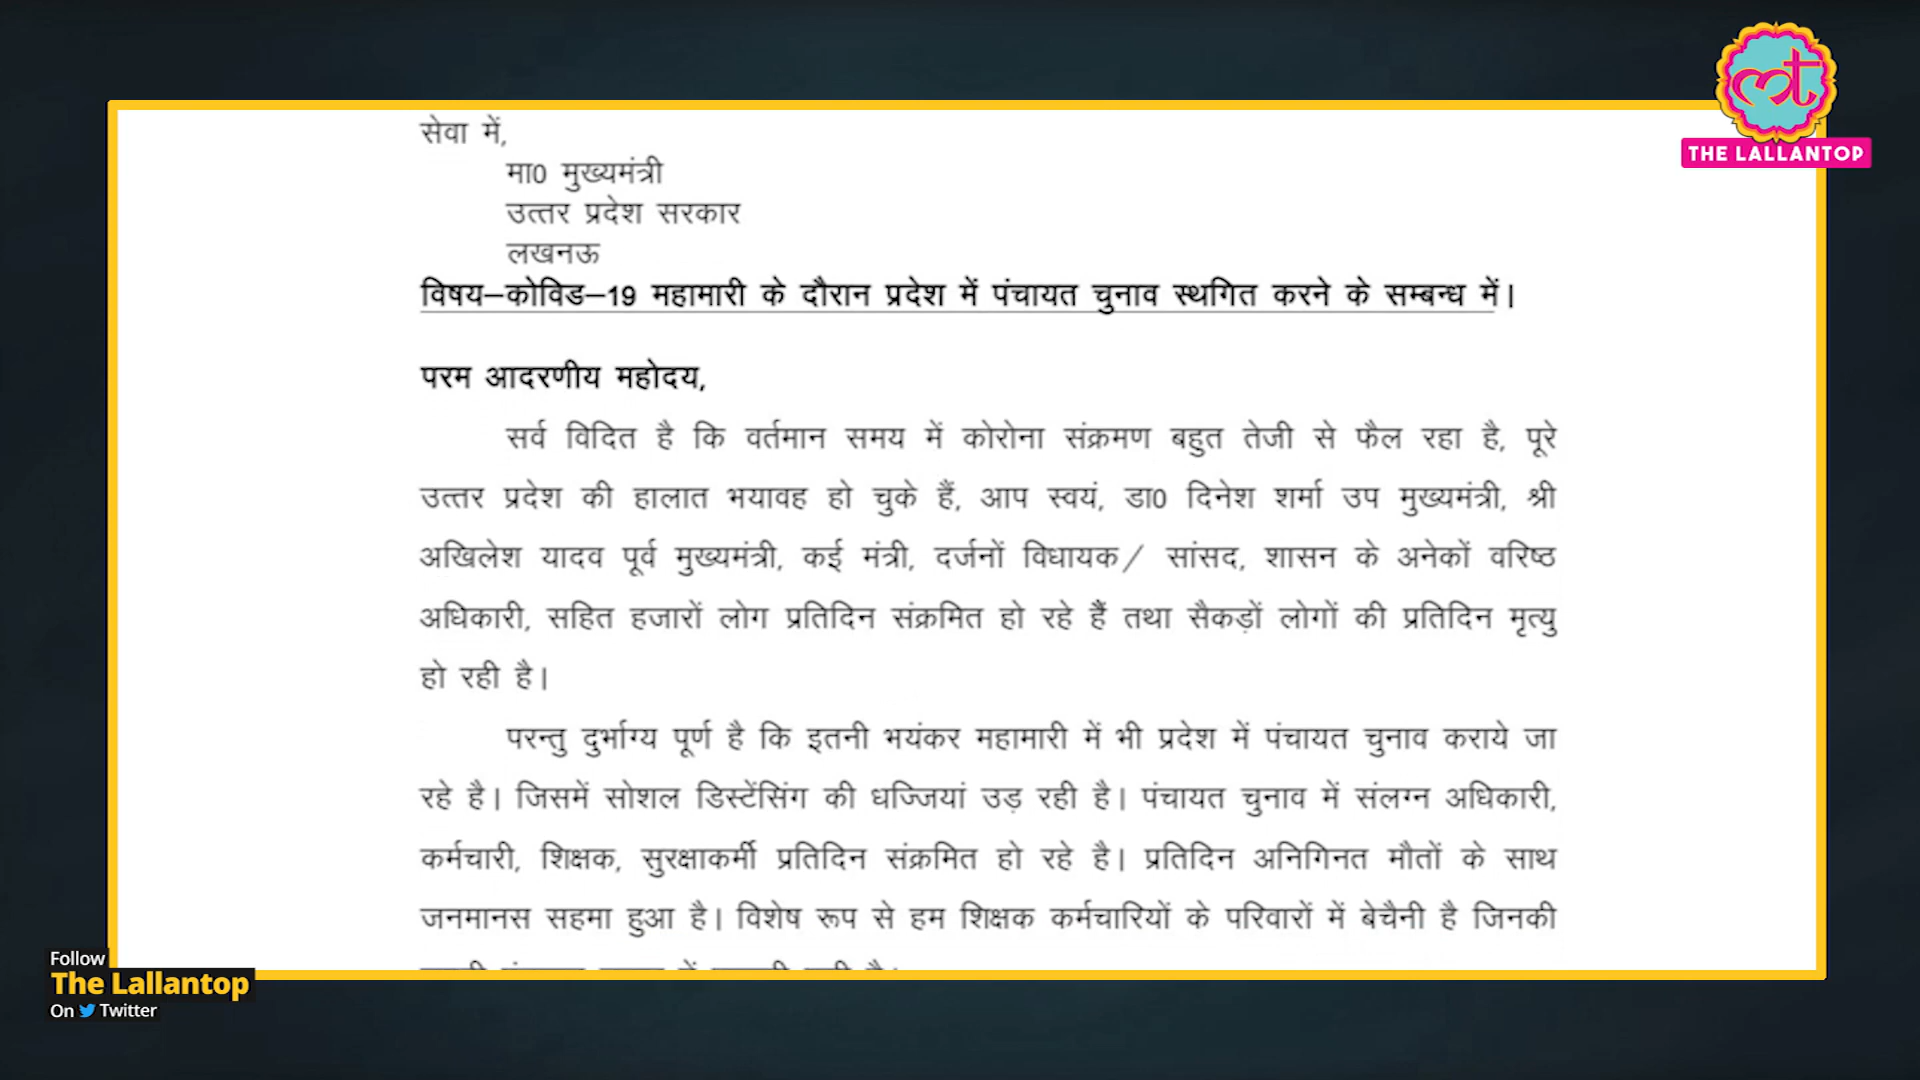 सेवा में,
मा0 मुख्यमंत्री
उत्तर प्रदेश सरकार
लखनऊ
विषय–कोविड–19 महामारी के दौरान प्रदेश में पंचायत चुनाव स्थगित करने के सम्बन्ध में।
परम आदरणीय महोदय,
सर्व विदित है कि वर्तमान समय में कोरोना संक्रमण बहुत तेजी से फैल रहा है, पूरे
उत्तर प्रदेश की हालात भयावह हो चुके हैं, आप स्वयं, डा0 दिनेश शर्मा उप मुख्यमंत्री, श्री
अखिलेश यादव पूर्व मुख्यमंत्री, कई मंत्री, दर्जनों विधायक/ सांसद, शासन के अनेकों वरिष्ठ
अधिकारी, सहित हजारों लोग प्रतिदिन संक्रमित हो रहे हैं तथा सैकड़ों लोगों की प्रतिदिन मृत्यु
हो रही है।
परन्तु दुर्भाग्य पूर्ण है कि इतनी भयंकर महामारी में भी प्रदेश में पंचायत चुनाव कराये जा
रहे है। जिसमें सोशल डिस्टेंसिंग की धज्जियां उड़ रही है। पंचायत चुनाव में संलग्न अधिकारी,
कर्मचारी, शिक्षक, सुरक्षाकर्मी प्रतिदिन संक्रमित हो रहे है। प्रतिदिन अनिगिनत मौतों के साथ
जनमानस सहमा हुआ है। विशेष रूप से हम शिक्षक कर्मचारियों के परिवारों में बेचैनी है जिनकी
THE LALLANTOP
Follow
The Lallantop
On Twitter